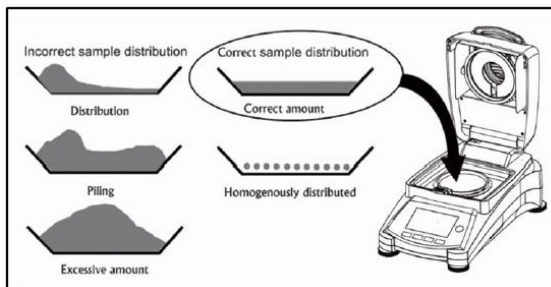 Incorrect sample distribution
Distribution
Piling
Excessive amount
Correct sample distribution
Correct amount
Homogenously distributed